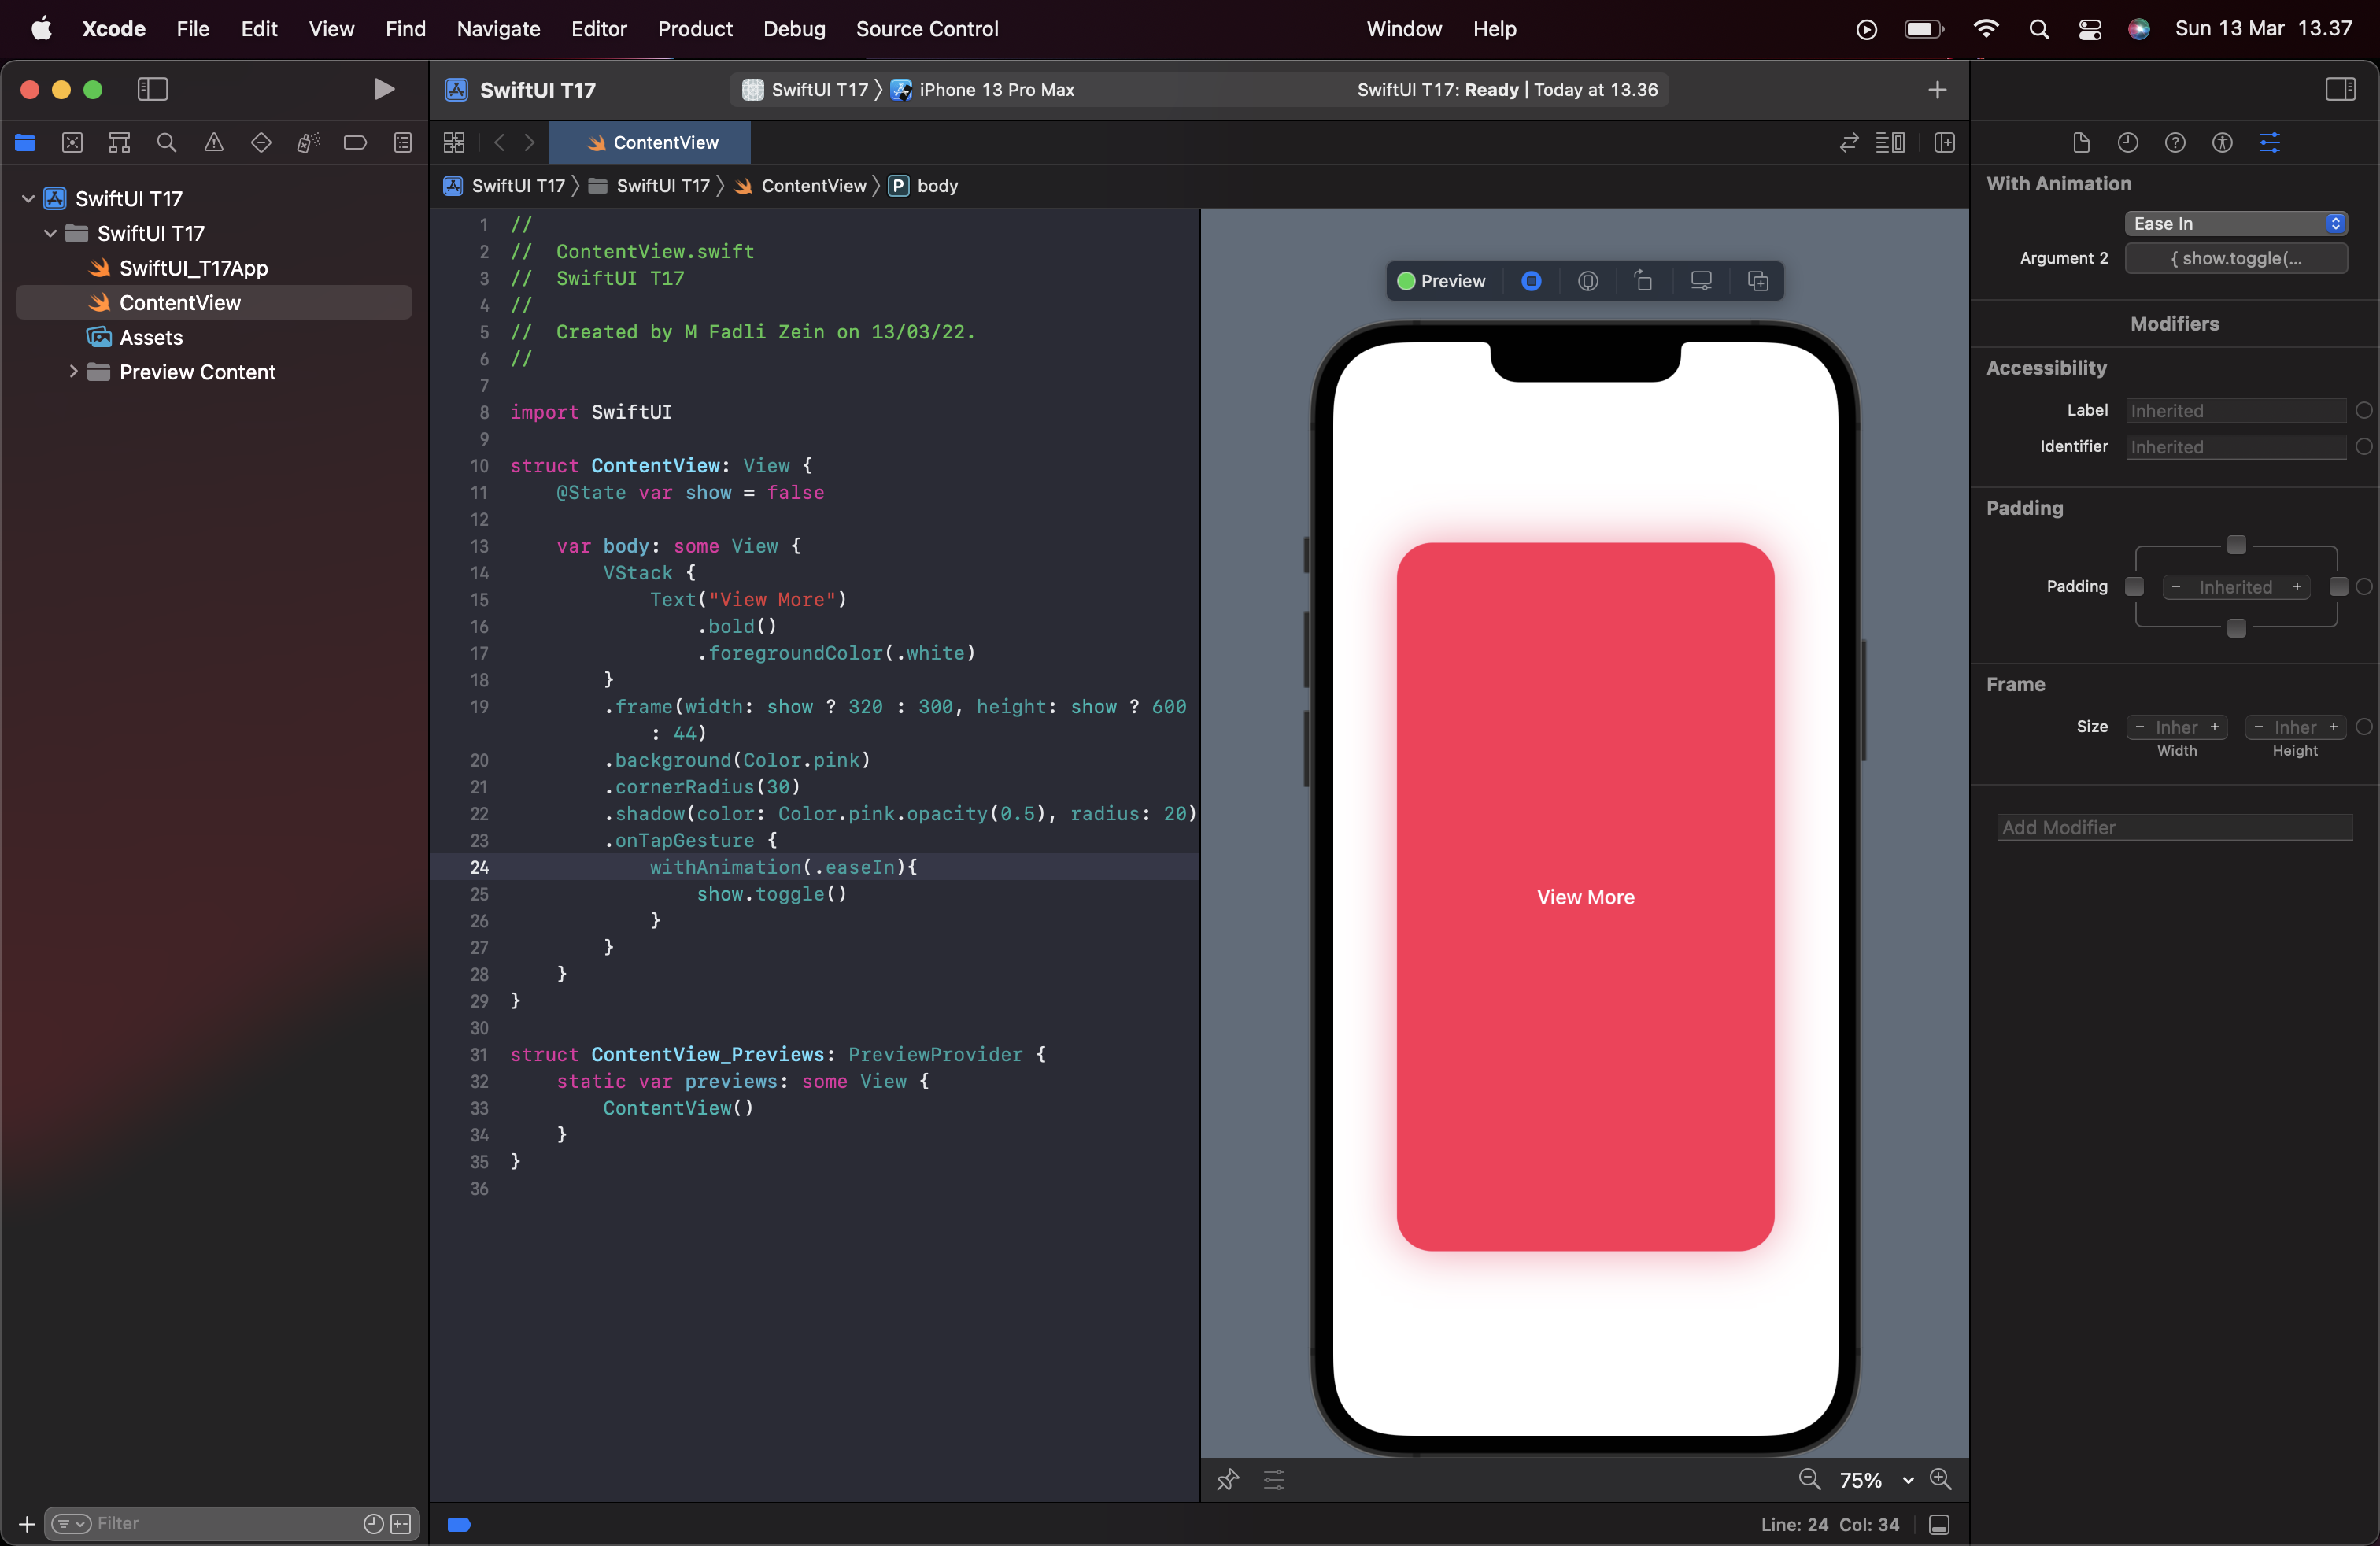 Xcode File Edit View Find Navigate Editor Product Debug Source Control Window Help Sun 13 Mar 13.37
SwiftUI T17
SwiftUI T17 iPhone 13 Pro Max
SwiftUI T17: Ready | Today at 13.36
ContentView
SwiftUI T17 SwiftUI T17 ContentView P body
SwiftUI T17
SwiftUI T17
SwiftUI_T17App
ContentView
Assets
Preview Content
Filter
1 //
2 //  ContentView.swift
3 //  SwiftUI T17
4 //
5 //  Created by M Fadli Zein on 13/03/22.
6 //
7
8 import SwiftUI
9
10 struct ContentView: View {
11     @State var show = false
12
13     var body: some View {
14         VStack {
15             Text("View More")
16                 .bold()
17                 .foregroundColor(.white)
18         }
19         .frame(width: show ? 320 : 300, height: show ? 600
            : 44)
20         .background(Color.pink)
21         .cornerRadius(30)
22         .shadow(color: Color.pink.opacity(0.5), radius: 20)
23         .onTapGesture {
24             withAnimation(.easeIn){
25                 show.toggle()
26             }
27         }
28     }
29 }
30
31 struct ContentView_Previews: PreviewProvider {
32     static var previews: some View {
33         ContentView()
34     }
35 }
36
Preview
View More
75%
Line: 24 Col: 34
With Animation
Ease In
Argument 2 { show.toggle(...
Modifiers
Accessibility
Label Inherited
Identifier Inherited
Padding
Padding - Inherited +
Frame
Size - Inher + - Inher +
Width Height
Add Modifier